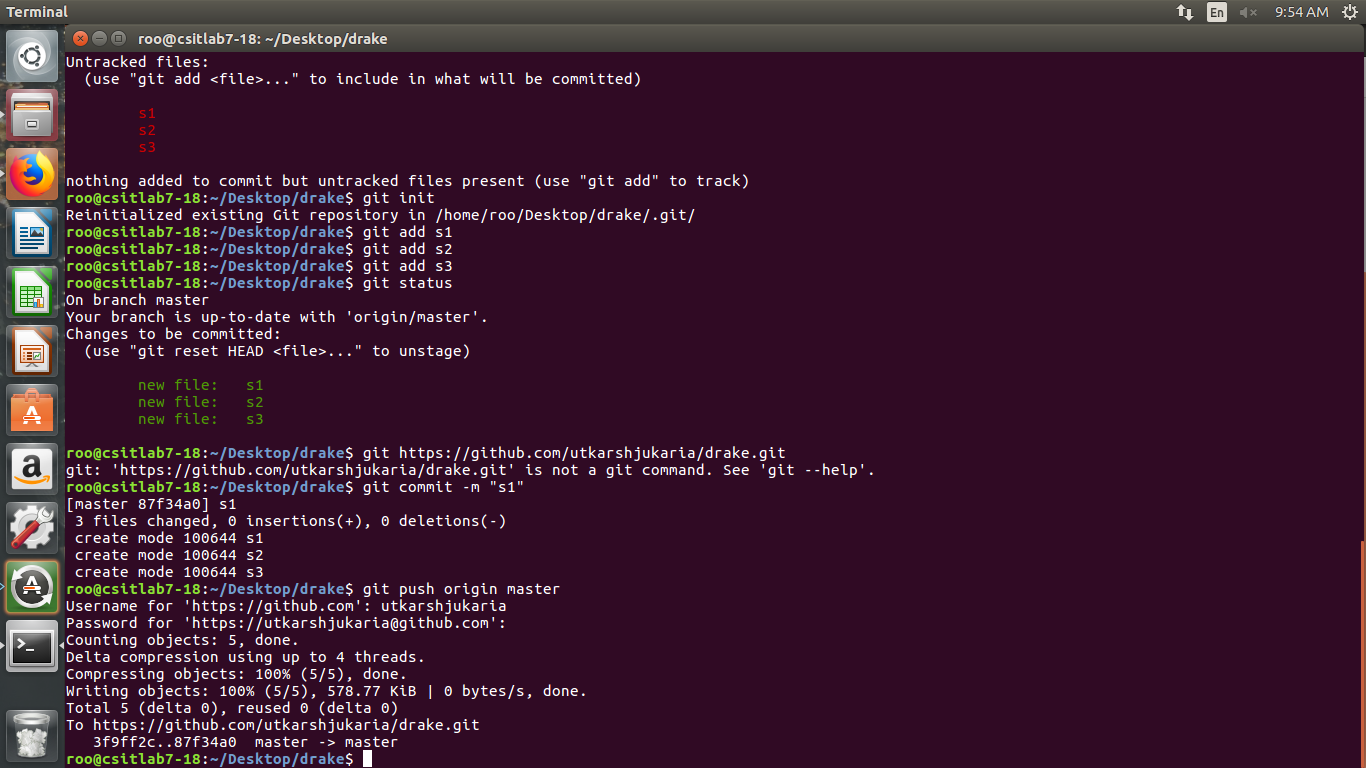 Terminal
En
9:54 AM
roo@csitlab7-18: ~/Desktop/drake
Untracked files:
  (use "git add <file>..." to include in what will be committed)
        s1
        s2
        s3
nothing added to commit but untracked files present (use "git add" to track)
roo@csitlab7-18:~/Desktop/drake$ git init
Reinitialized existing Git repository in /home/roo/Desktop/drake/.git/
roo@csitlab7-18:~/Desktop/drake$ git add s1
roo@csitlab7-18:~/Desktop/drake$ git add s2
roo@csitlab7-18:~/Desktop/drake$ git add s3
roo@csitlab7-18:~/Desktop/drake$ git status
On branch master
Your branch is up-to-date with 'origin/master'.
Changes to be committed:
  (use "git reset HEAD <file>..." to unstage)
        new file:   s1
        new file:   s2
        new file:   s3
roo@csitlab7-18:~/Desktop/drake$ git https://github.com/utkarshjukaria/drake.git
git: 'https://github.com/utkarshjukaria/drake.git' is not a git command. See 'git --help'.
roo@csitlab7-18:~/Desktop/drake$ git commit -m "s1"
[master 87f34a0] s1
 3 files changed, 0 insertions(+), 0 deletions(-)
 create mode 100644 s1
 create mode 100644 s2
 create mode 100644 s3
roo@csitlab7-18:~/Desktop/drake$ git push origin master
Username for 'https://github.com': utkarshjukaria
Password for 'https://utkarshjukaria@github.com':
Counting objects: 5, done.
Delta compression using up to 4 threads.
Compressing objects: 100% (5/5), done.
Writing objects: 100% (5/5), 578.77 KiB | 0 bytes/s, done.
Total 5 (delta 0), reused 0 (delta 0)
To https://github.com/utkarshjukaria/drake.git
   3f9ff2c..87f34a0  master -> master
roo@csitlab7-18:~/Desktop/drake$